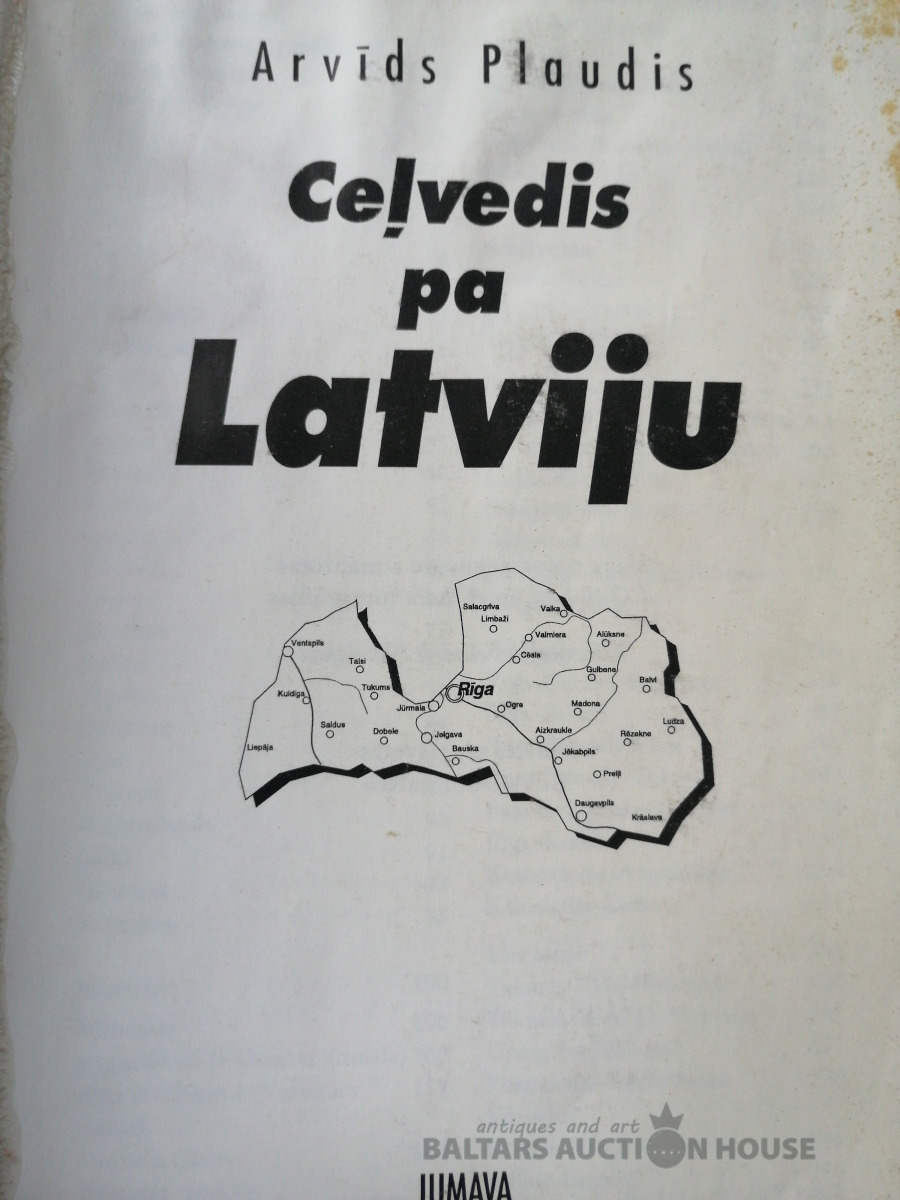 Arvīds Plaudis
Ceļvedis
pa
Latviju
Salacgrīva
Limbaži
Valka
Valmiera
Alūksne
Ventspils
Cēsis
Talsi
Gulbene
Balvi
Tukums
Rīga
Kuldīga
Jūrmala
Ogre
Madona
Ludza
Saldus
Dobele
Jelgava
Aizkraukle
Rēzekne
Liepāja
Bauska
Jēkabpils
Preiļi
Daugavpils
Krāslava
antiques and art
BALTARS AUCTION HOUSE
JUMAVA